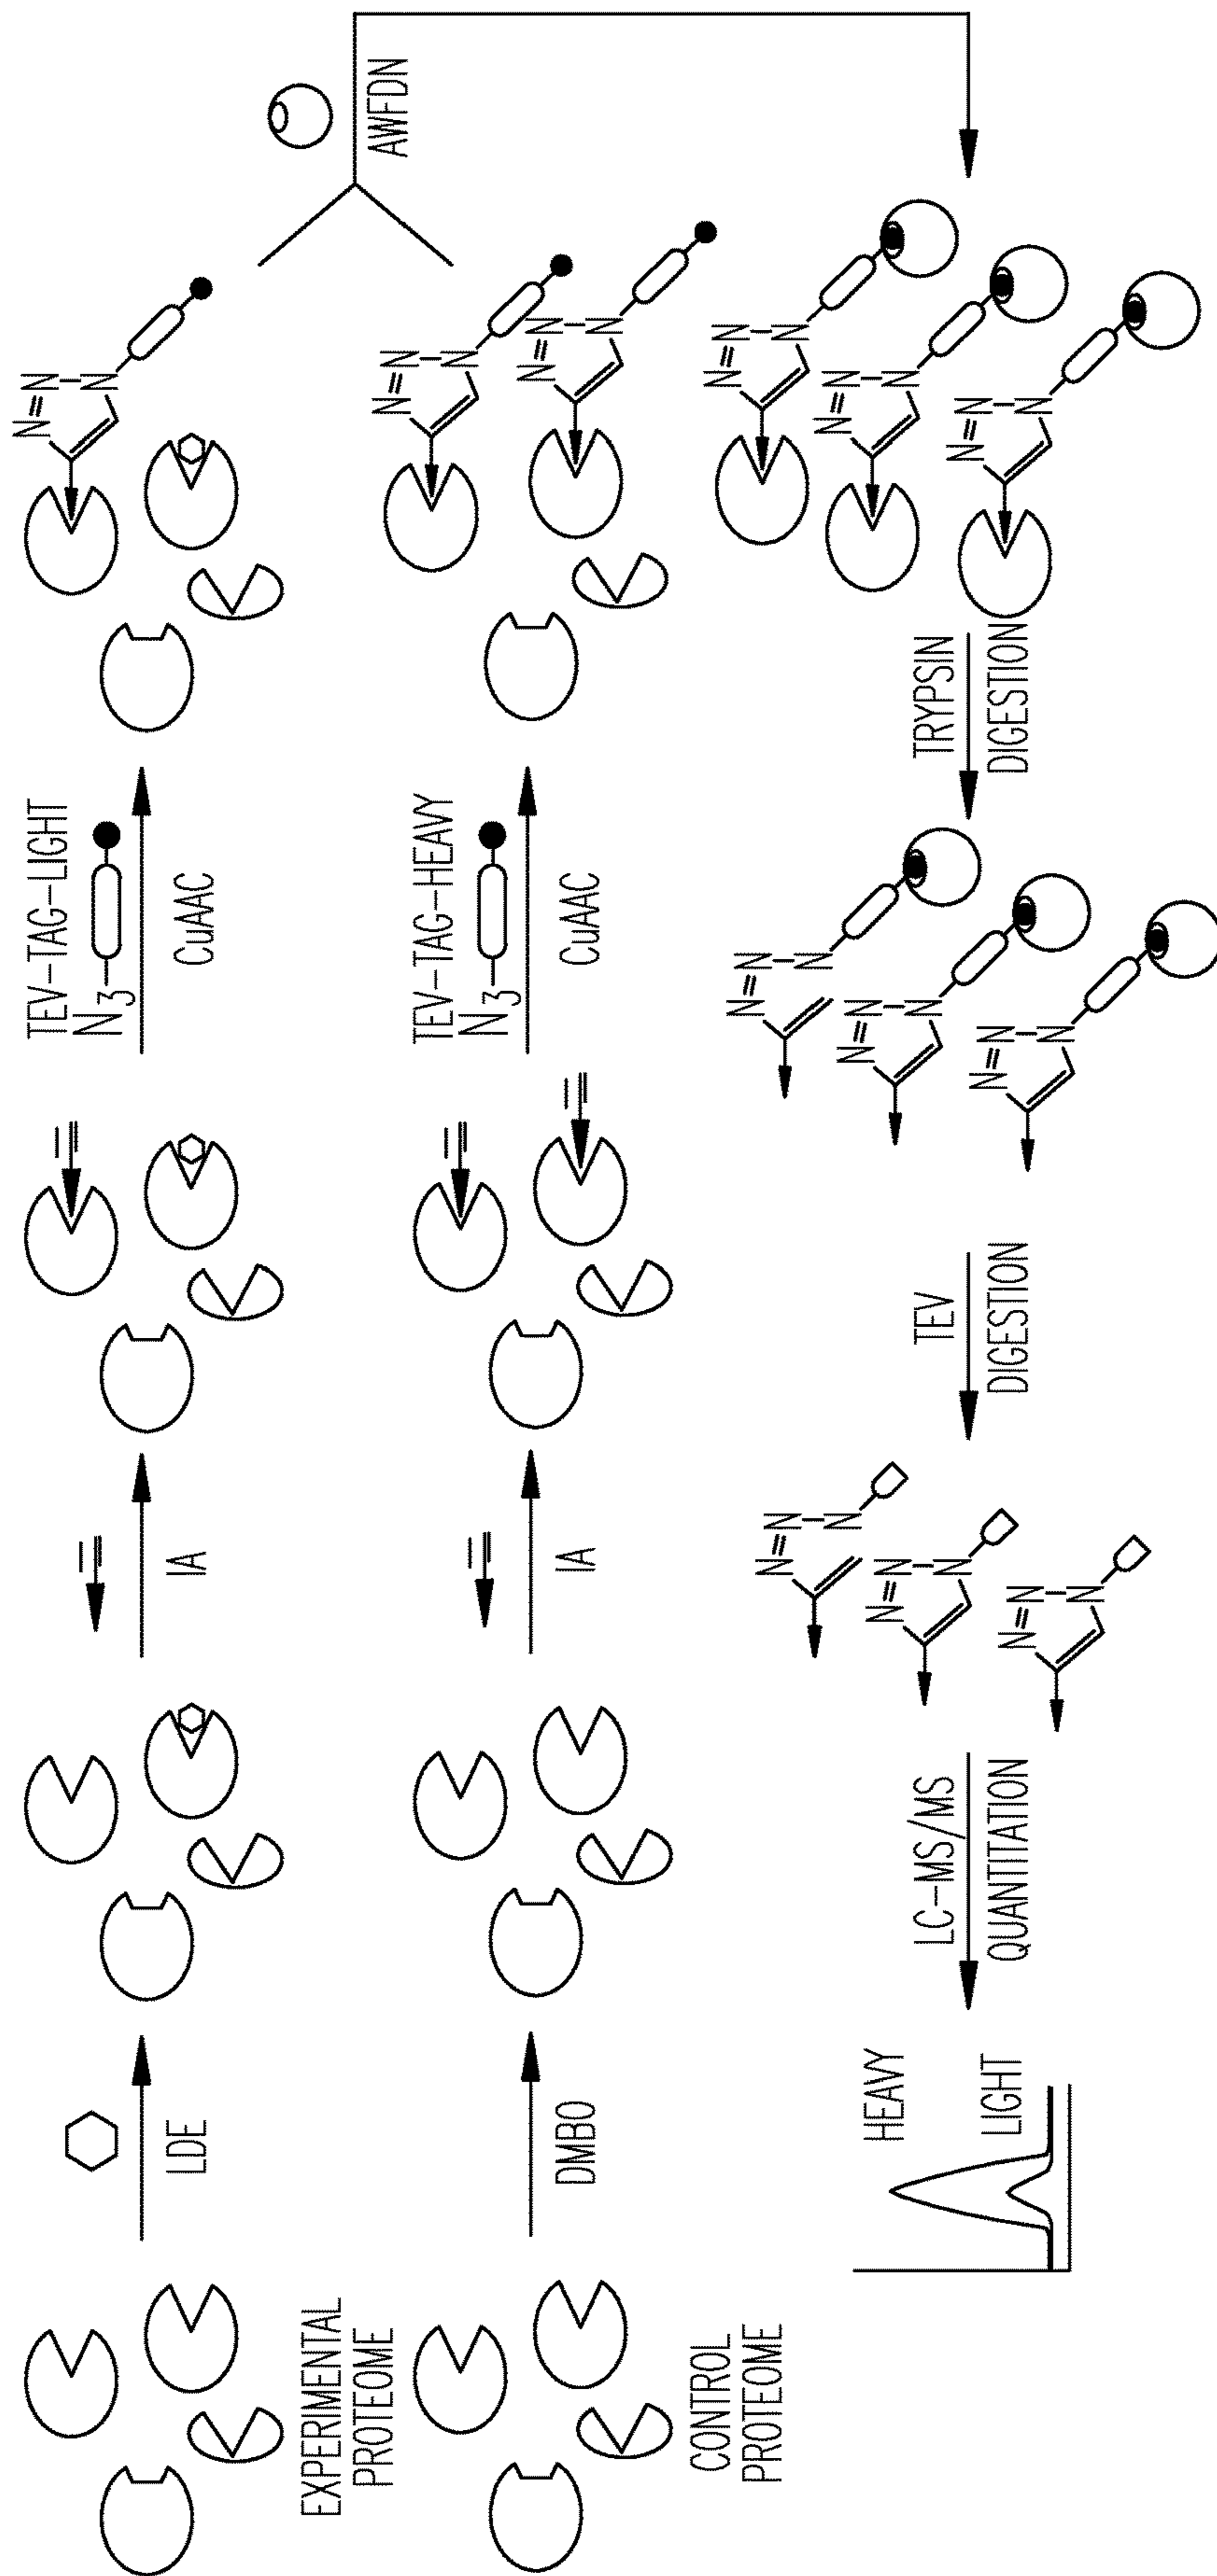 EXPERIMENTAL
PROTEOME
LDE
IA
TEV-TAG-LIGHT
N3
CuAAC
N=N
N
CONTROL
PROTEOME
DMBO
IA
TEV-TAG-HEAVY
N3
CuAAC
N=N
N
N=N
N
AWFDN
N=N
N
N=N
N
N=N
N
TRYPSIN
DIGESTION
N=N
N
N=N
N
N=N
N
TEV
DIGESTION
N=N
N
N=N
N
N=N
N
LC-MS/MS
QUANTITATION
HEAVY
LIGHT